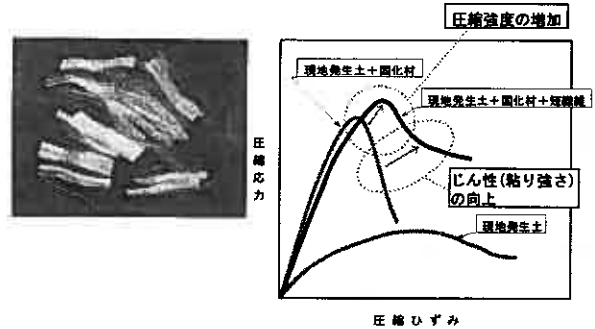 圧縮強度の増加
現地発生土+固化材
現地発生土+固化材+短繊維
圧縮応力
じん性(粘り強さ)
の向上
現地発生土
圧縮ひずみ